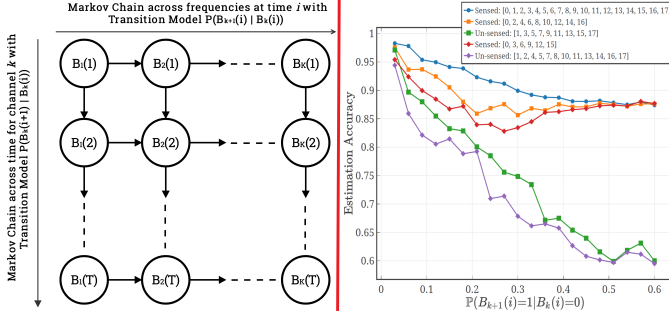 Markov Chain across frequencies at time i with
Transition Model P(Bₖ₊₁(i) | Bₖ(i))
Markov Chain across time for channel k with
Transition Model P(Bₖ(i+1) | Bₖ(i))
B₁(1) B₂(1) Bₖ(1)
B₁(2) B₂(2) Bₖ(2)
B₁(T) B₂(T) Bₖ(T)
Sensed: [0, 1, 2, 3, 4, 5, 6, 7, 8, 9, 10, 11, 12, 13, 14, 15, 16, 17]
Sensed: [0, 2, 4, 6, 8, 10, 12, 14, 16]
Un-sensed: [1, 3, 5, 7, 9, 11, 13, 15, 17]
Sensed: [0, 3, 6, 9, 12, 15]
Un-sensed: [1, 2, 4, 5, 7, 8, 10, 11, 13, 14, 16, 17]
Estimation Accuracy
1
0.95
0.9
0.85
0.8
0.75
0.7
0.65
0.6
0 0.1 0.2 0.3 0.4 0.5 0.6
ℙ(Bₖ₊₁(i)=1|Bₖ(i)=0)